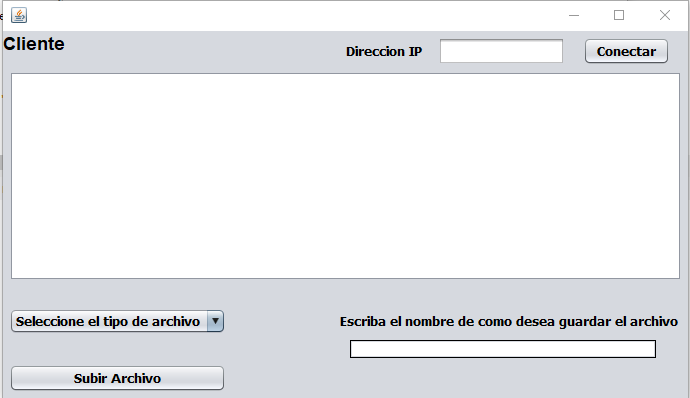 Cliente
Direccion IP
Conectar
Seleccione el tipo de archivo
Escriba el nombre de como desea guardar el archivo
Subir Archivo